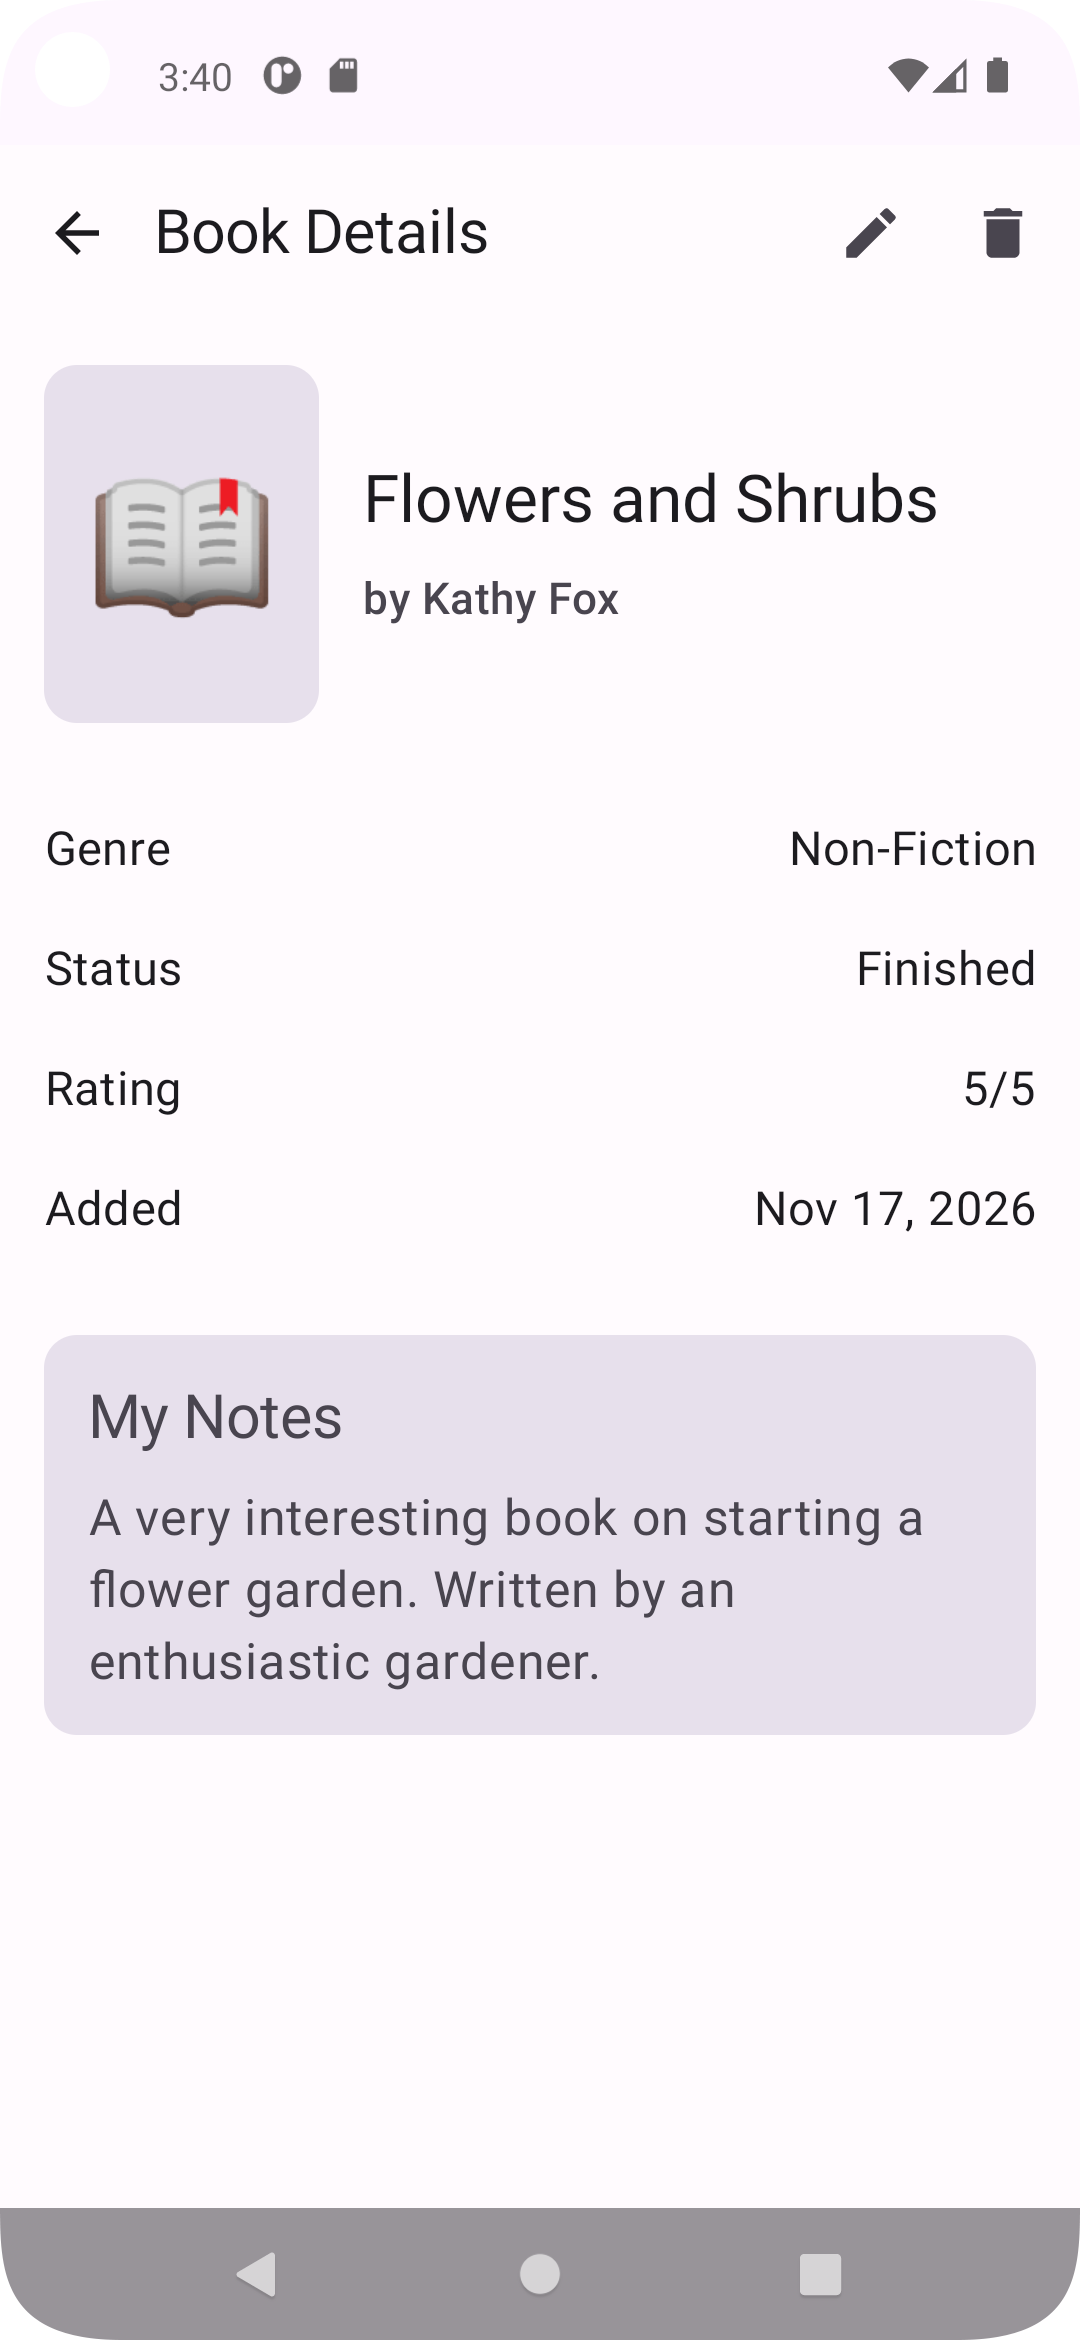 3:40
Book Details
Flowers and Shrubs
by Kathy Fox
Genre Non-Fiction
Status Finished
Rating 5/5
Added Nov 17, 2026
My Notes
A very interesting book on starting a
flower garden. Written by an
enthusiastic gardener.